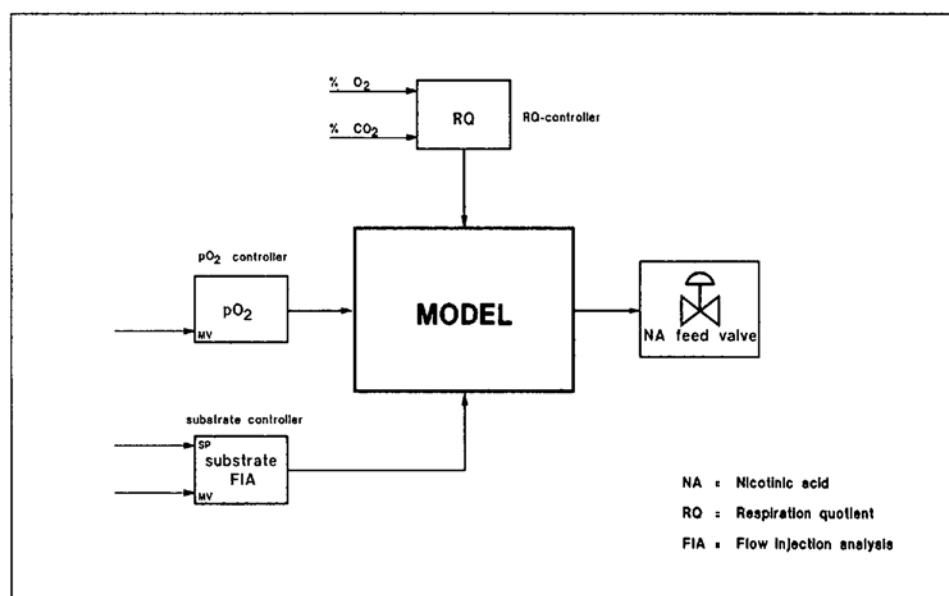 % O₂
RQ
RQ-controller
% CO₂
pO₂ controller
pO₂
MV
MODEL
NA feed valve
substrate controller
SP
substrate
FIA
MV
NA = Nicotinic acid
RQ = Respiration quotient
FIA = Flow injection analysis